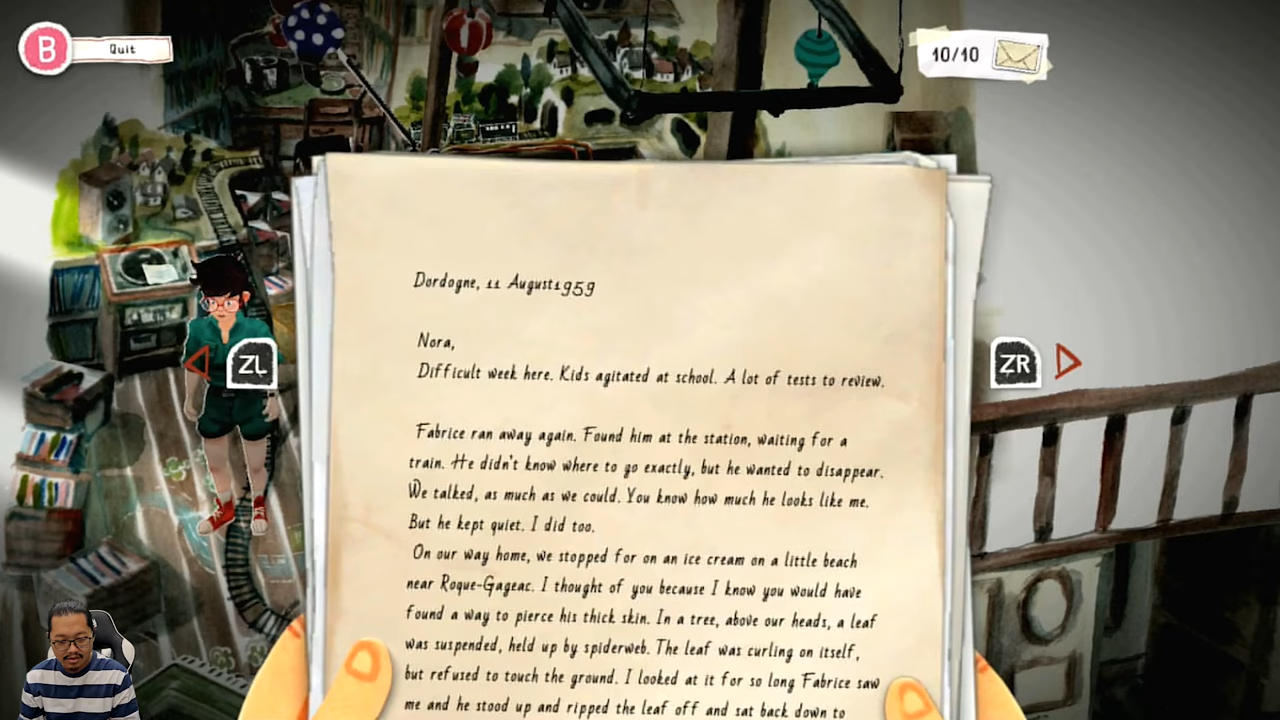 B Quit
10/10
Dordogne, 11 August1959
Nora,
Difficult week here. Kids agitated at school. A lot of tests to review.
Fabrice ran away again. Found him at the station, waiting for a
train. He didn't know where to go exactly, but he wanted to disappear.
We talked, as much as we could. You know how much he looks like me.
But he kept quiet. I did too.
On our way home, we stopped for on an ice cream on a little beach
near Roque-Gageac. I thought of you because I know you would have
found a way to pierce his thick skin. In a tree, above our heads, a leaf
was suspended, held up by spiderweb. The leaf was curling on itself,
but refused to touch the ground. I looked at it for so long Fabrice saw
me and he stood up and ripped the leaf off and sat back down to
ZL
ZR